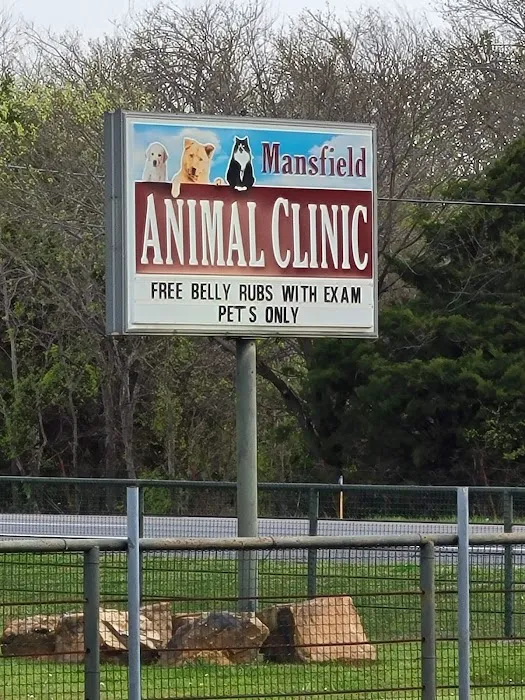 Mansfield
ANIMAL CLINIC
FREE BELLY RUBS WITH EXAM
PET'S ONLY